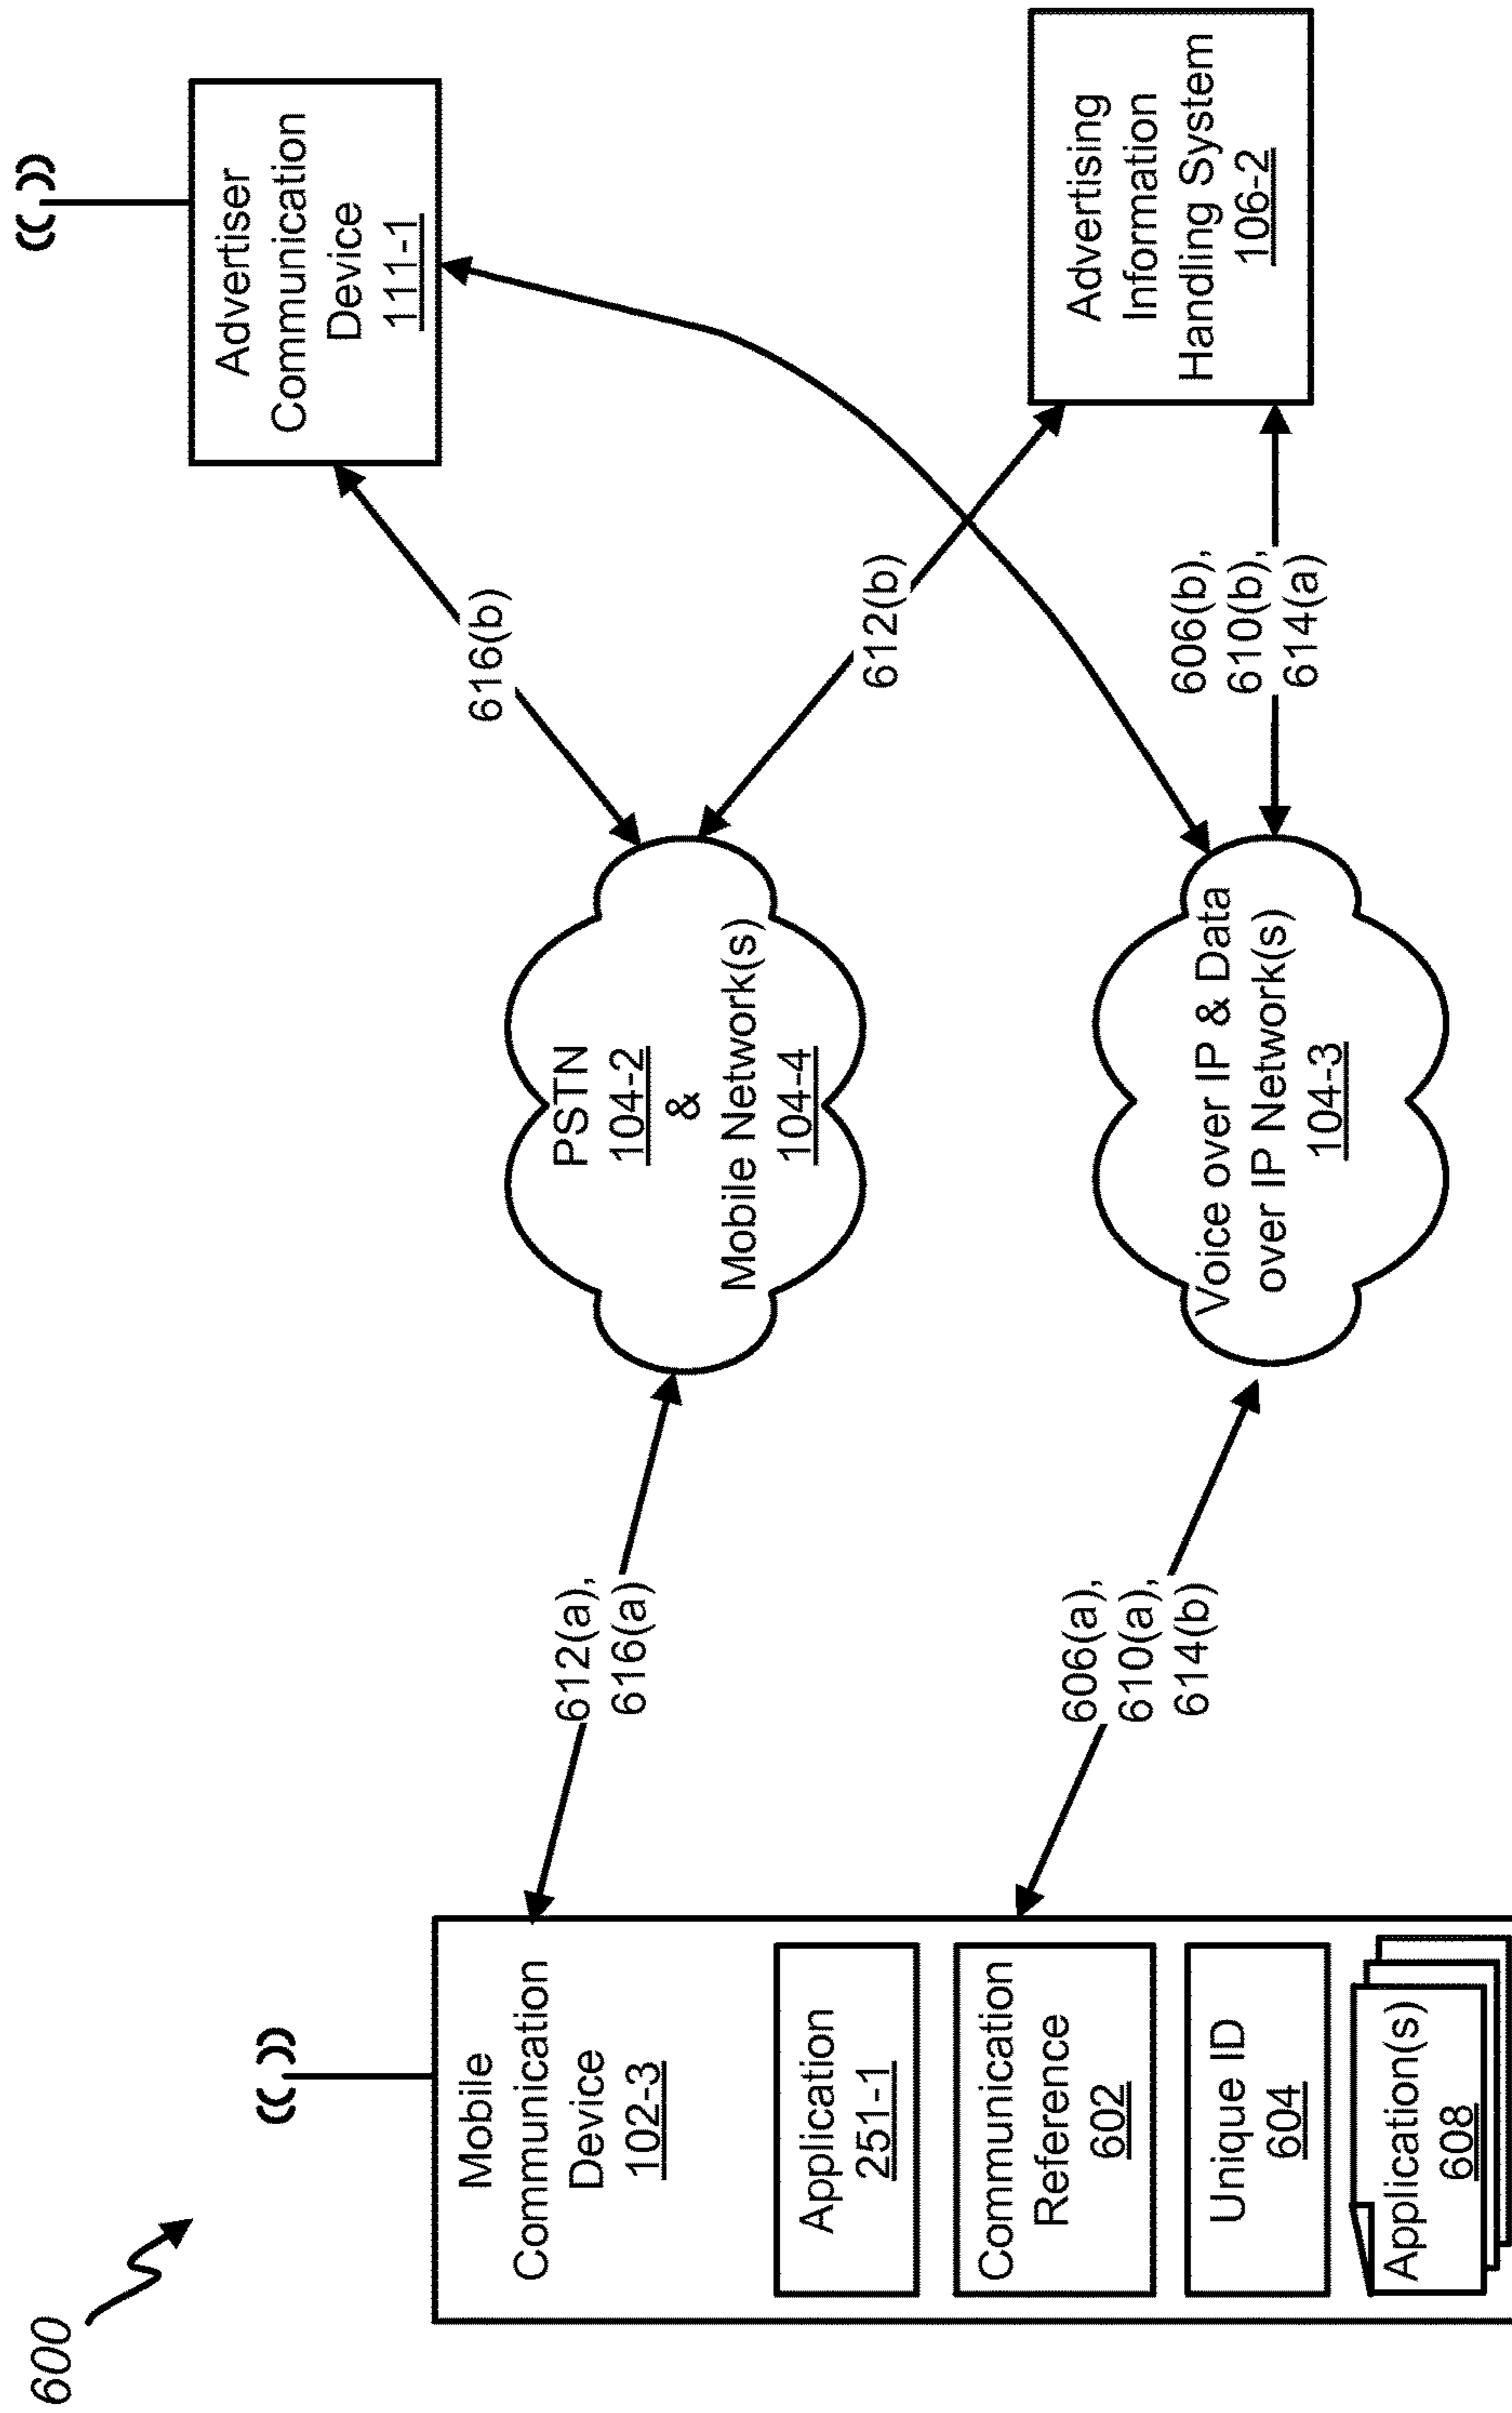 600
Mobile
Communication
Device
102-3
Application
251-1
Communication
Reference
602
Unique ID
604
Application(s)
608
612(a),
616(a)
606(a),
610(a),
614(b)
PSTN
104-2
&
Mobile Network(s)
104-4
Voice over IP & Data
over IP Network(s)
104-3
616(b)
612(b)
606(b),
610(b),
614(a)
Advertiser
Communication
Device
111-1
Advertising
Information
Handling System
106-2